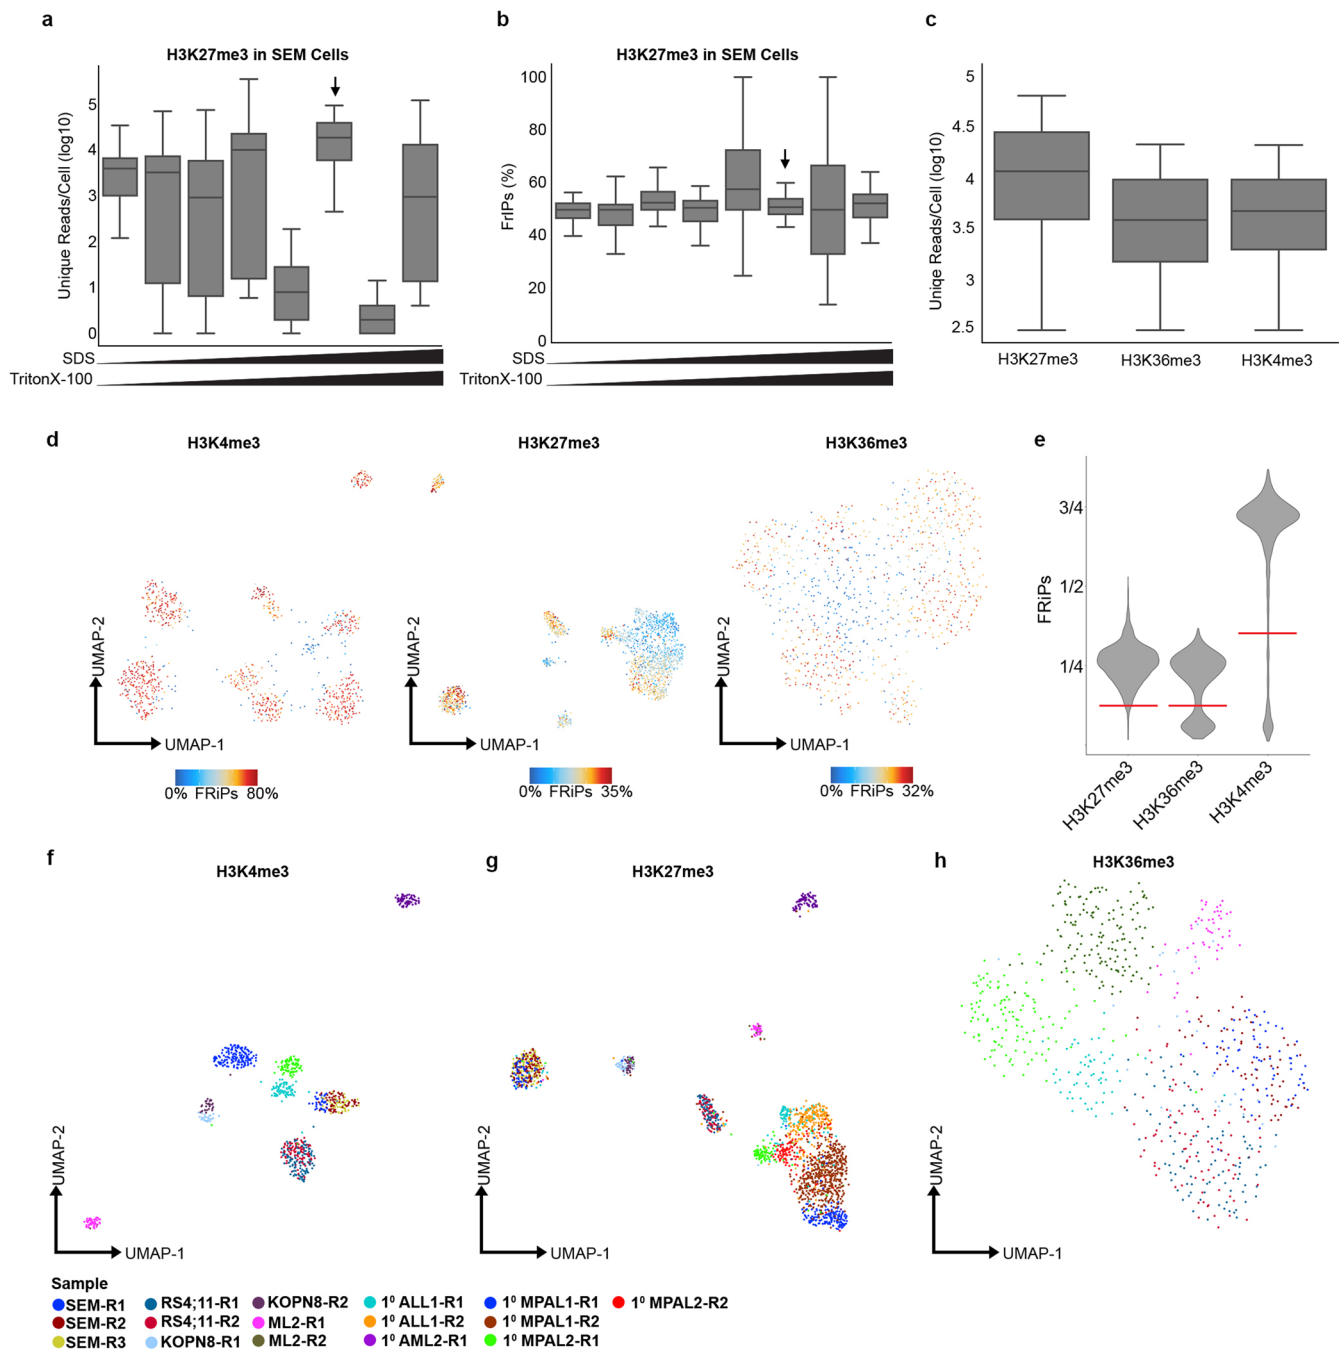 a
H3K27me3 in SEM Cells
Unique Reads/Cell (log10)
5
4
3
2
1
0
SDS
TritonX-100
b
H3K27me3 in SEM Cells
FrIPs (%)
100
80
60
40
20
0
SDS
TritonX-100
c
Uniqe Reads/Cell (log10)
5
4.5
4
3.5
3
2.5
H3K27me3 H3K36me3 H3K4me3
d
H3K4me3
UMAP-2
UMAP-1
0% FRiPs 80%
H3K27me3
UMAP-2
UMAP-1
0% FRiPs 35%
H3K36me3
UMAP-2
UMAP-1
0% FRiPs 32%
e
FRiPs
3/4
1/2
1/4
H3K27me3
H3K36me3
H3K4me3
f
H3K4me3
UMAP-2
UMAP-1
g
H3K27me3
UMAP-2
UMAP-1
h
H3K36me3
UMAP-2
UMAP-1
Sample
SEM-R1 RS4;11-R1 KOPN8-R2 1⁰ ALL1-R1 1⁰ MPAL1-R1 1⁰ MPAL2-R2
SEM-R2 RS4;11-R2 ML2-R1 1⁰ ALL1-R2 1⁰ MPAL1-R2
SEM-R3 KOPN8-R1 ML2-R2 1⁰ AML2-R1 1⁰ MPAL2-R1